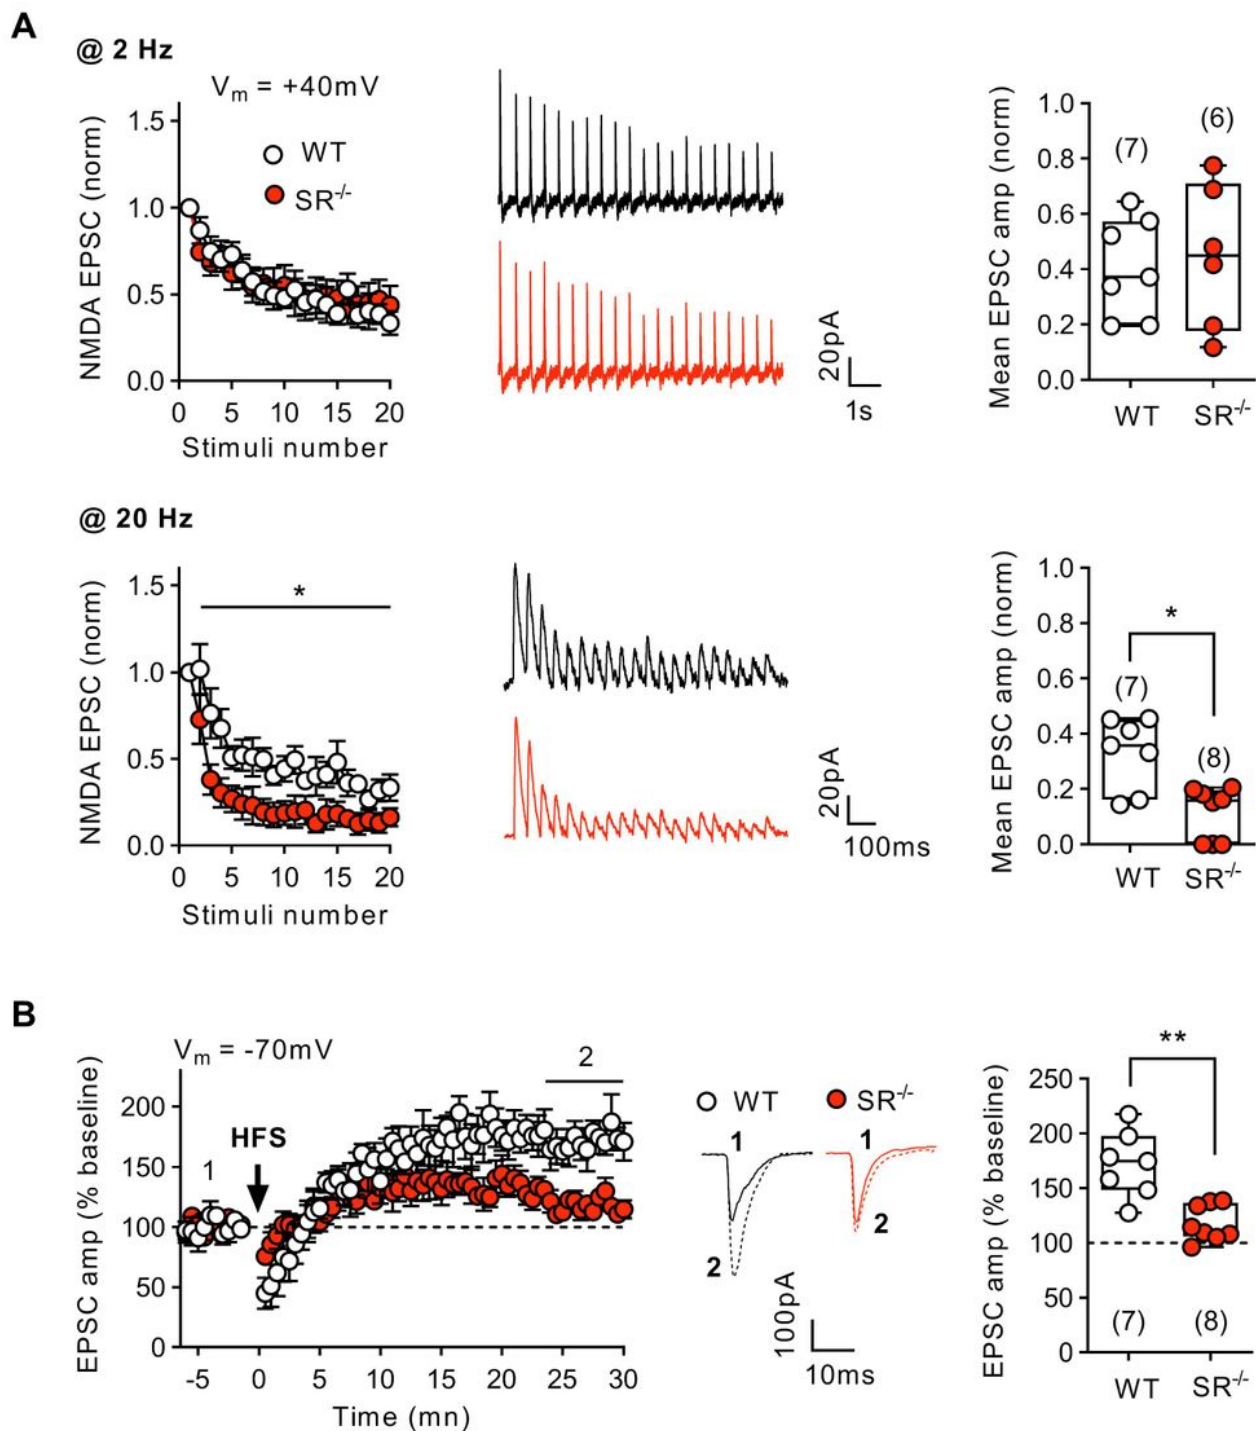 A
@ 2 Hz
Vm = +40mV
NMDA EPSC (norm)
1.5
1.0
0.5
0.0
WT
SR-/-
0 5 10 15 20
Stimuli number
20pA
1s
Mean EPSC amp (norm)
1.0
0.8
0.6
0.4
0.2
0.0
(7)
(6)
WT SR-/-
@ 20 Hz
NMDA EPSC (norm)
1.5
1.0
0.5
0.0
*
0 5 10 15 20
Stimuli number
20pA
100ms
Mean EPSC amp (norm)
1.0
0.8
0.6
0.4
0.2
0.0
*
(7)
(8)
WT SR-/-
B
Vm = -70mV
EPSC amp (% baseline)
200
150
100
50
0
1
HFS
2
-5 0 5 10 15 20 25 30
Time (mn)
WT SR-/-
1 1
2
2
100pA
10ms
EPSC amp (% baseline)
250
200
150
100
50
0
**
(7) (8)
WT SR-/-